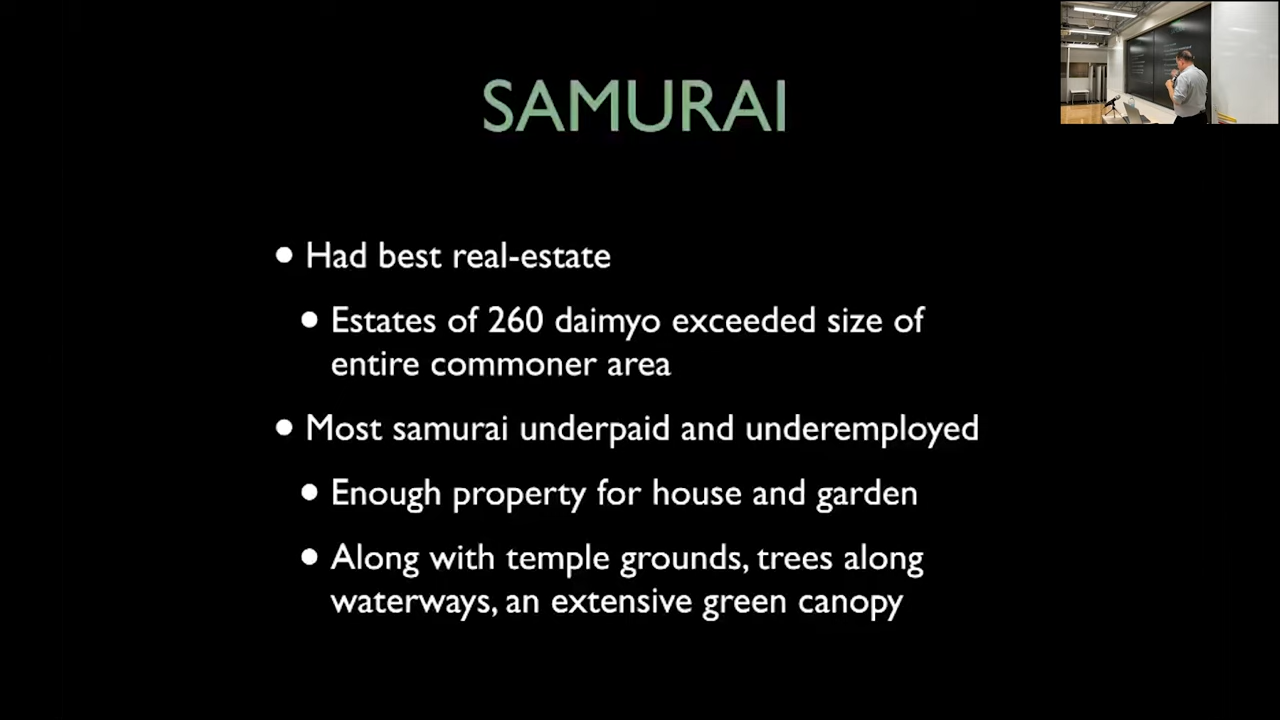 SAMURAI
• Had best real-estate
• Estates of 260 daimyo exceeded size of
entire commoner area
• Most samurai underpaid and underemployed
• Enough property for house and garden
• Along with temple grounds, trees along
waterways, an extensive green canopy